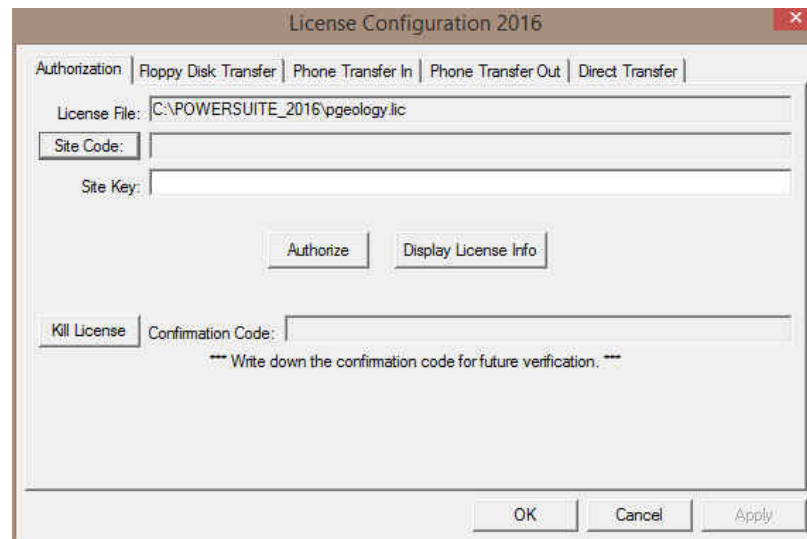 License Configuration 2016
Authorization Floppy Disk Transfer Phone Transfer In Phone Transfer Out Direct Transfer
License File: C:\POWERSUITE_2016\pgeology.lic
Site Code:
Site Key:
Authorize Display License Info
Kill License Confirmation Code:
*** Write down the confirmation code for future verification. ***
OK Cancel Apply